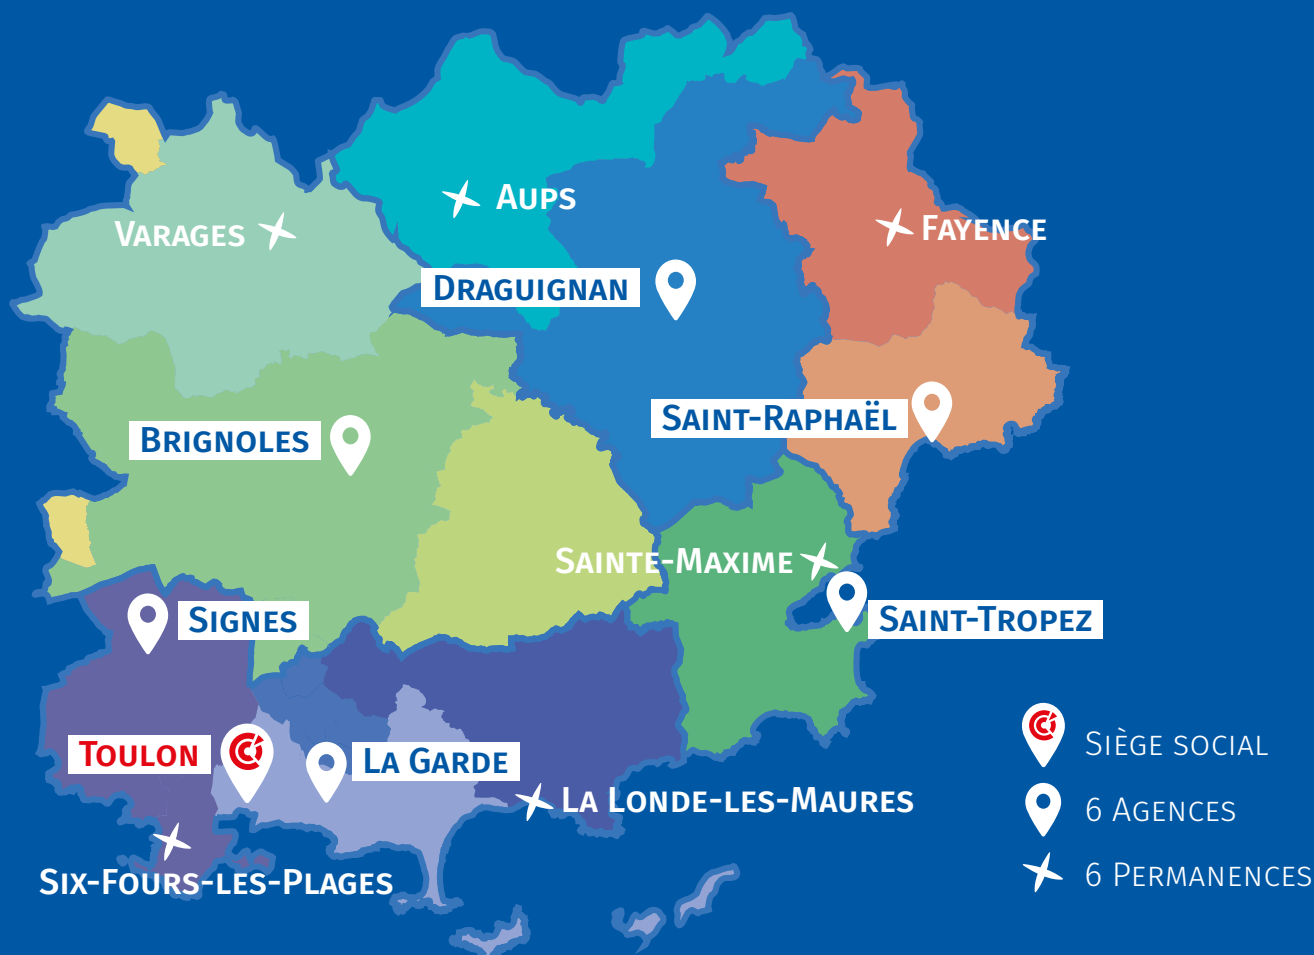 Aups
Varages
Fayence
Draguignan
Saint-Raphaël
Brignoles
Sainte-Maxime
Signes
Saint-Tropez
Toulon
La Garde
Siège social
La Londe-les-Maures
6 Agences
Six-Fours-les-Plages
6 Permanences